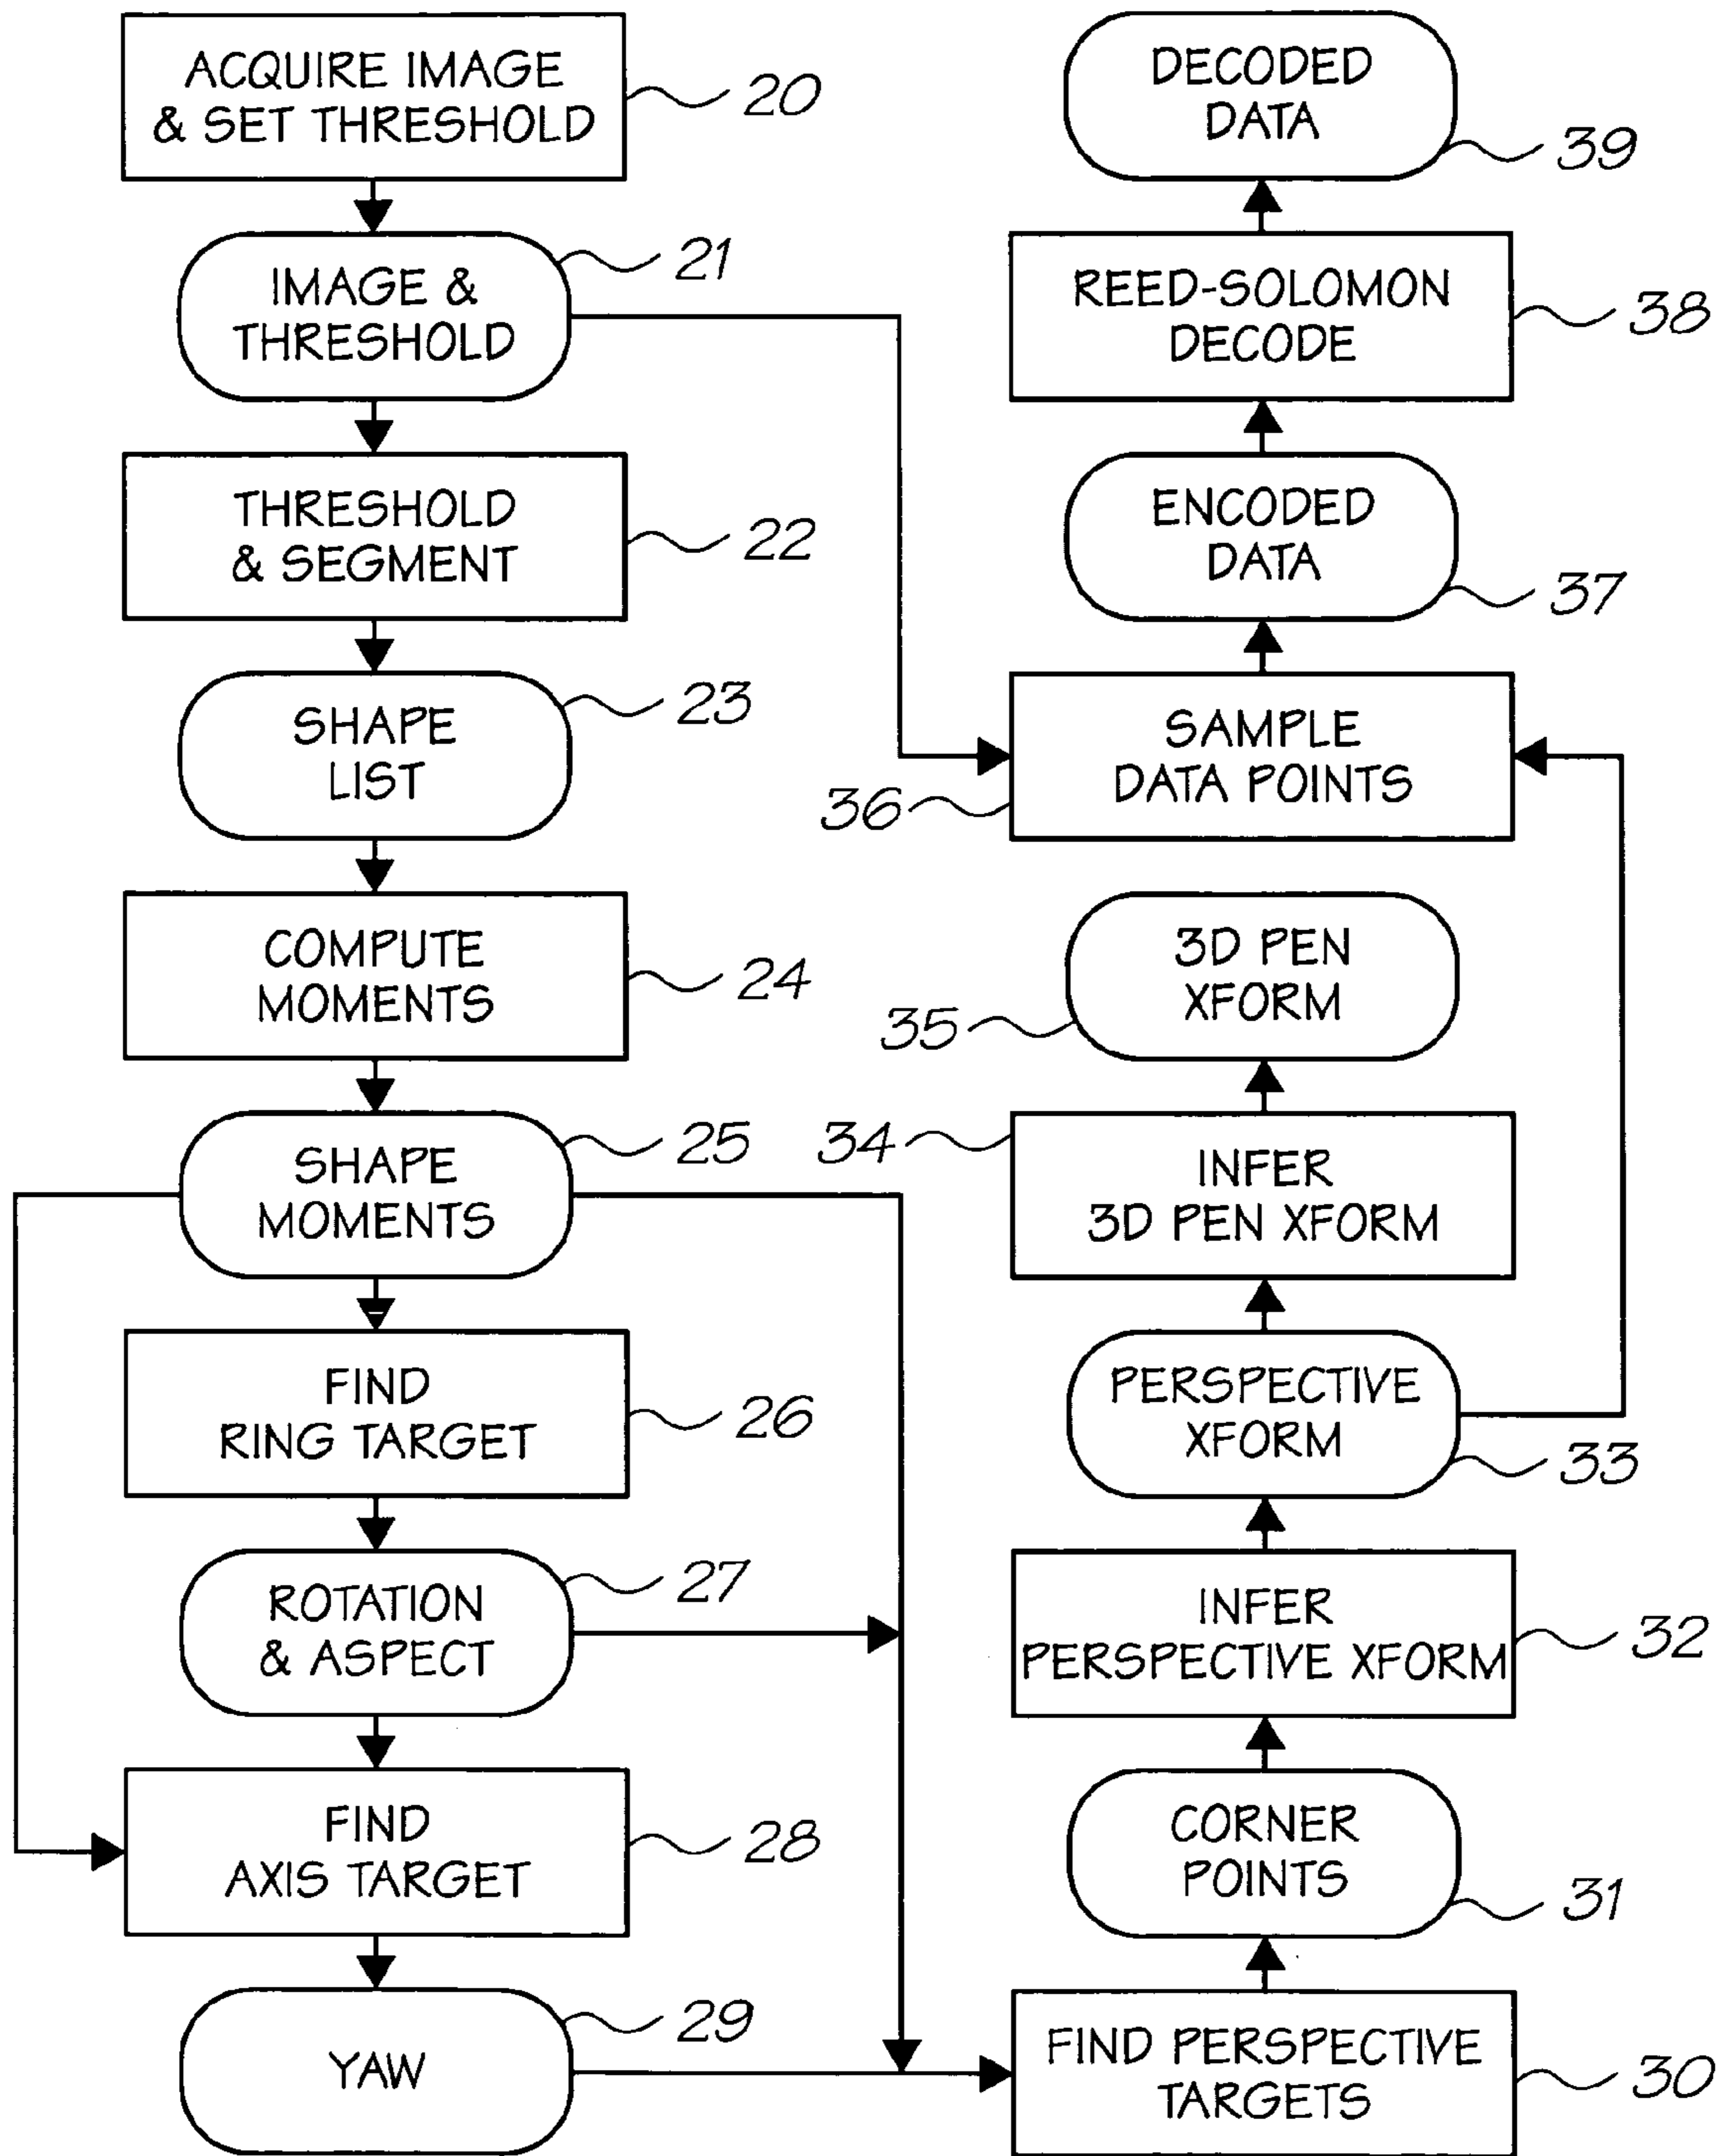 ACQUIRE IMAGE
& SET THRESHOLD
20
IMAGE &
THRESHOLD
21
THRESHOLD
& SEGMENT
22
SHAPE
LIST
23
COMPUTE
MOMENTS
24
SHAPE
MOMENTS
25
FIND
RING TARGET
26
ROTATION
& ASPECT
27
FIND
AXIS TARGET
28
YAW
29
DECODED
DATA
39
REED-SOLOMON
DECODE
38
ENCODED
DATA
37
SAMPLE
DATA POINTS
36
3D PEN
XFORM
35
INFER
3D PEN XFORM
34
PERSPECTIVE
XFORM
33
INFER
PERSPECTIVE XFORM
32
CORNER
POINTS
31
FIND PERSPECTIVE
TARGETS
30